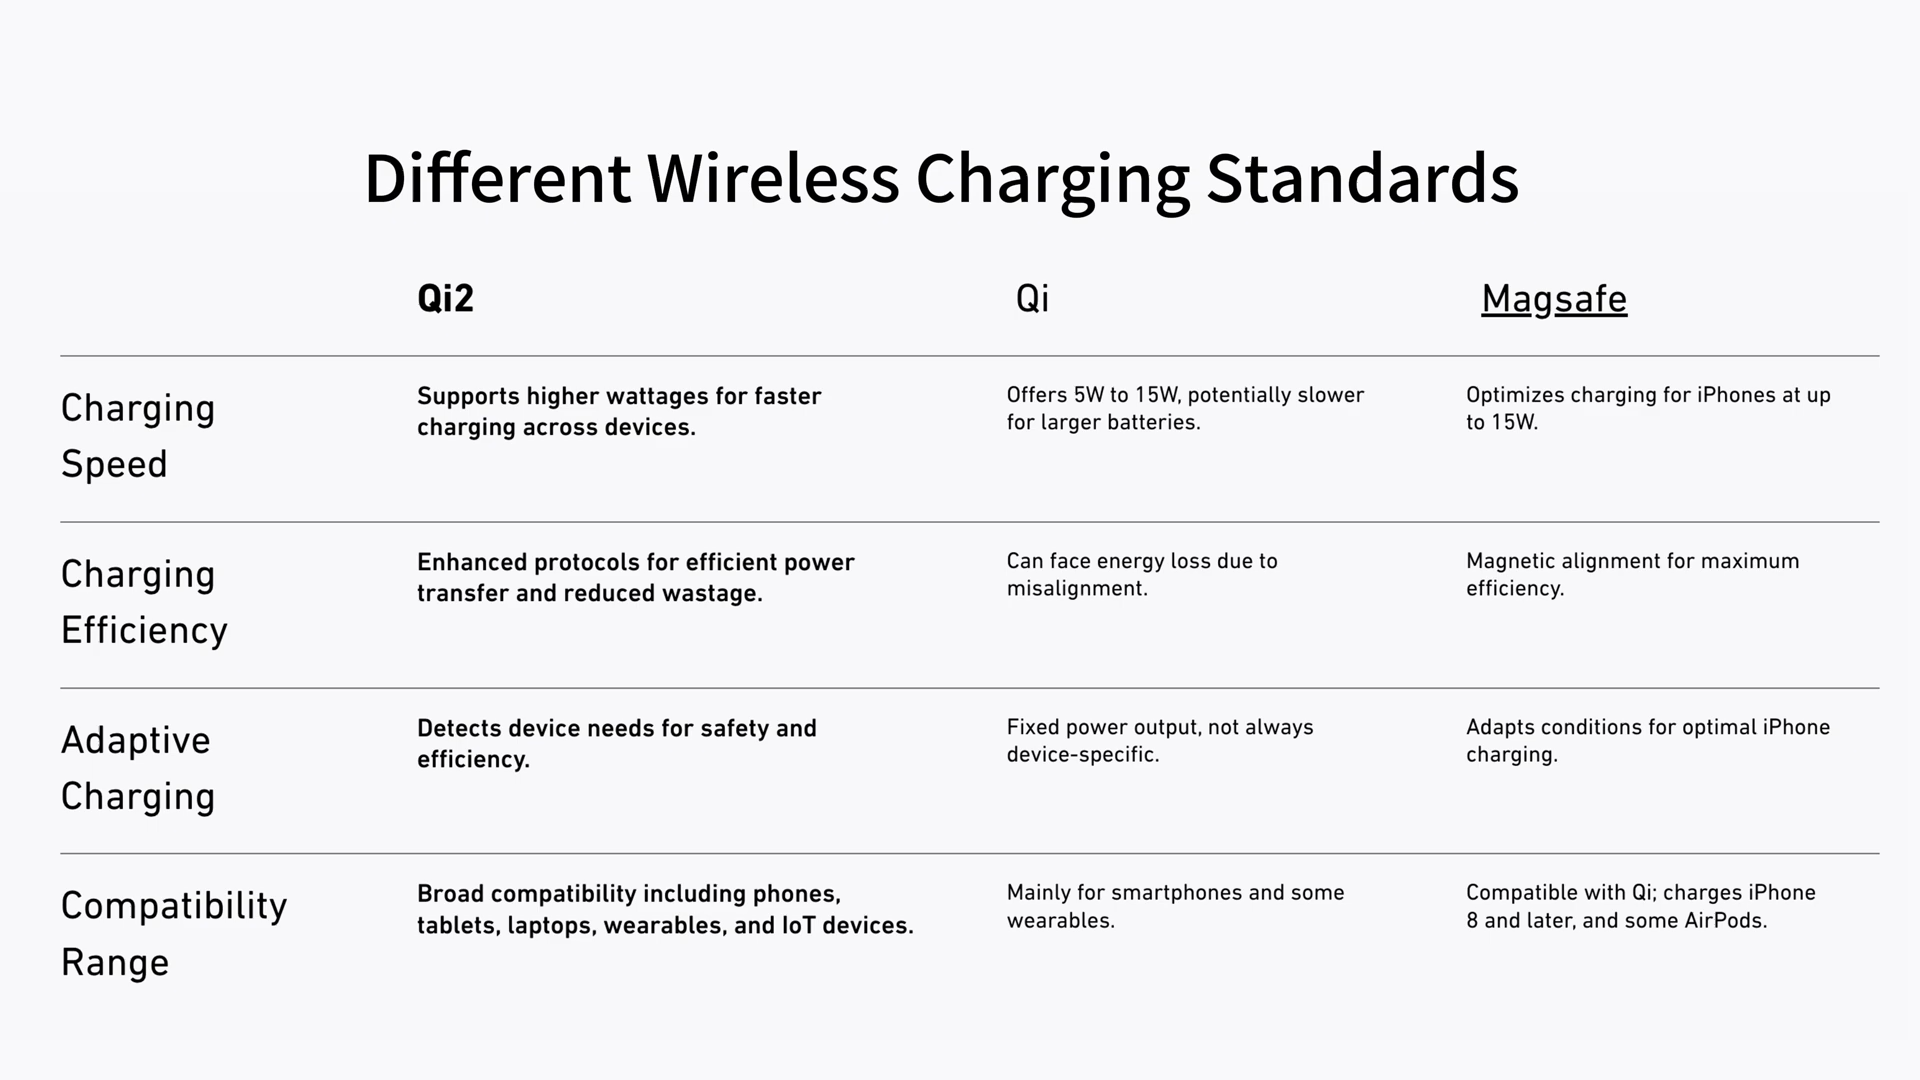 Different Wireless Charging Standards
Qi2
Qi
Magsafe
Charging
Speed
Supports higher wattages for faster
charging across devices.
Offers 5W to 15W, potentially slower
for larger batteries.
Optimizes charging for iPhones at up
to 15W.
Charging
Efficiency
Enhanced protocols for efficient power
transfer and reduced wastage.
Can face energy loss due to
misalignment.
Magnetic alignment for maximum
efficiency.
Adaptive
Charging
Detects device needs for safety and
efficiency.
Fixed power output, not always
device-specific.
Adapts conditions for optimal iPhone
charging.
Compatibility
Range
Broad compatibility including phones,
tablets, laptops, wearables, and IoT devices.
Mainly for smartphones and some
wearables.
Compatible with Qi; charges iPhone
8 and later, and some AirPods.